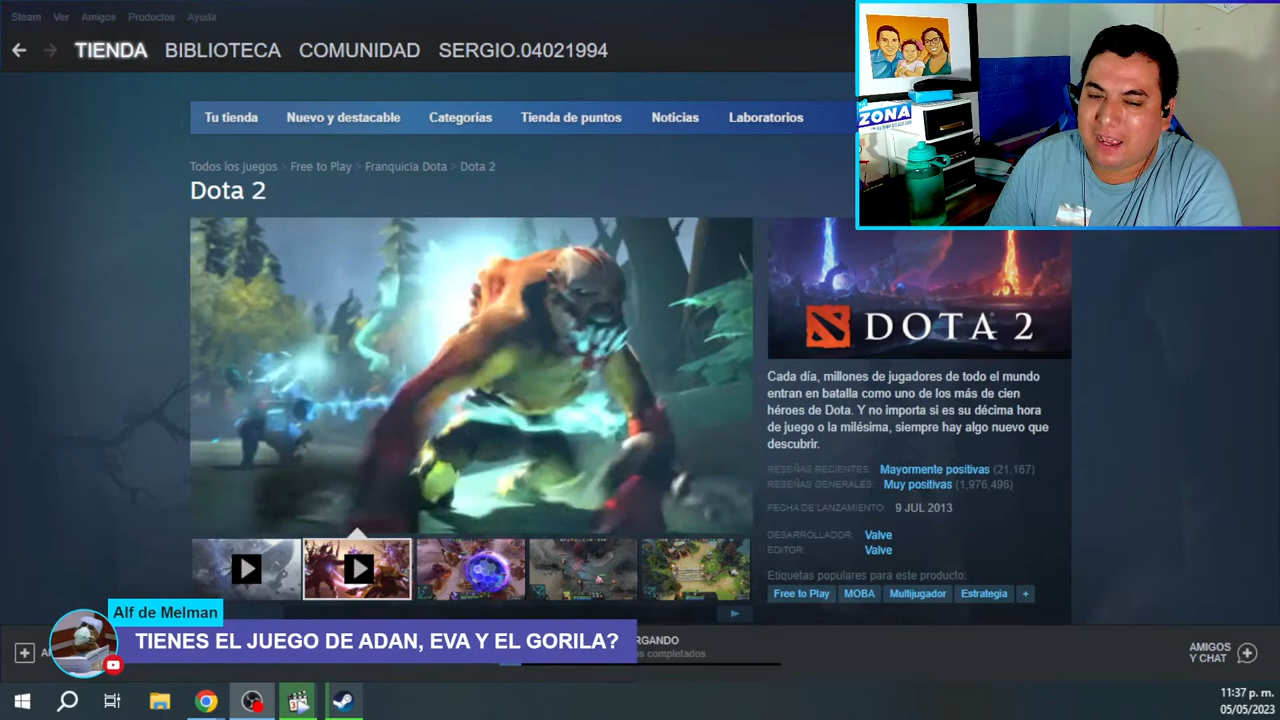 Steam Ver Amigos Productos Ayuda
TIENDA BIBLIOTECA COMUNIDAD SERGIO.04021994
ZONA
Tu tienda Nuevo y destacable Categorías Tienda de puntos Noticias Laboratorios
Todos los juegos > Free to Play > Franquicia Dota > Dota 2
Dota 2
DOTA 2
Cada día, millones de jugadores de todo el mundo
entran en batalla como uno de los más de cien
héroes de Dota. Y no importa si es su décima hora
de juego o la milésima, siempre hay algo nuevo que
descubrir.
RESEÑAS RECIENTES: Mayormente positivas (21,167)
RESEÑAS GENERALES: Muy positivas (1,976,496)
FECHA DE LANZAMIENTO: 9 JUL 2013
DESARROLLADOR: Valve
EDITOR: Valve
Etiquetas populares para este producto:
Free to Play MOBA Multijugador Estrategia +
Alf de Melman
TIENES EL JUEGO DE ADAN, EVA Y EL GORILA?
RGANDO
s completados
AMIGOS
Y CHAT
11:37 p. m.
05/05/2023